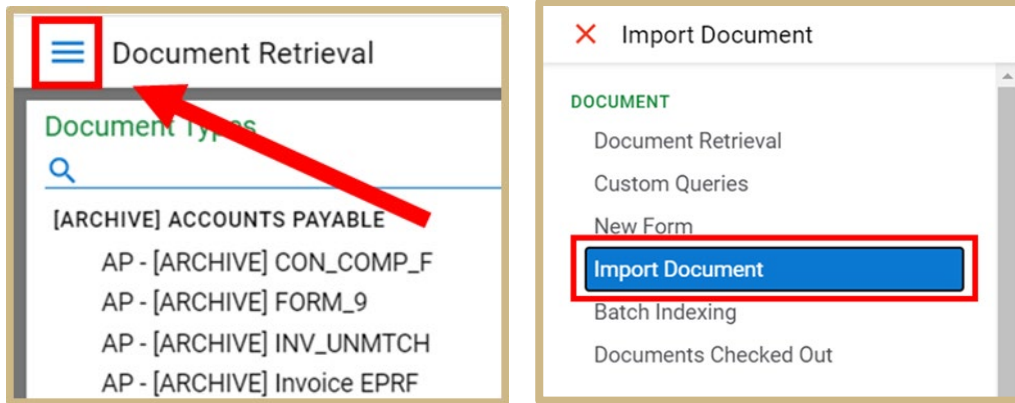 Document Retrieval
Document Types
[ARCHIVE] ACCOUNTS PAYABLE
AP - [ARCHIVE] CON_COMP_F
AP - [ARCHIVE] FORM_9
AP - [ARCHIVE] INV_UNMTCH
AP - [ARCHIVE] Invoice EPRF
Import Document
DOCUMENT
Document Retrieval
Custom Queries
New Form
Import Document
Batch Indexing
Documents Checked Out